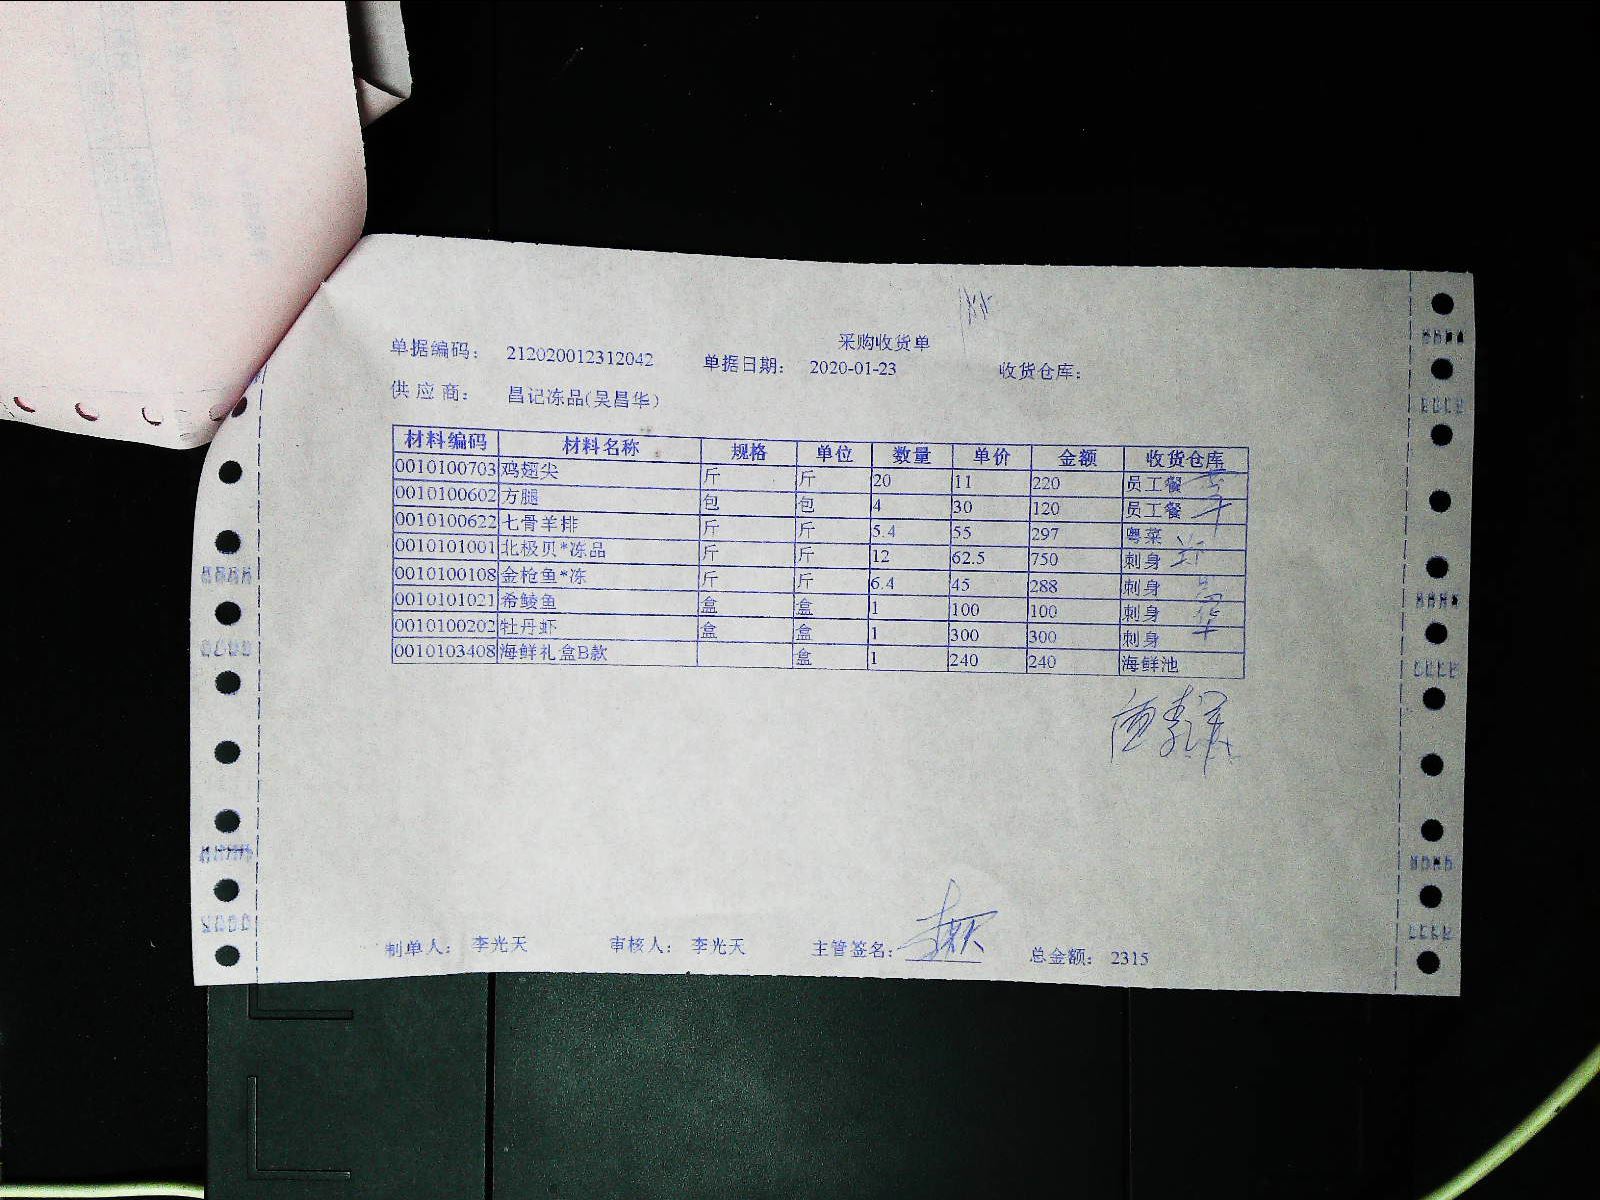 采购收货单
单据编码： 212020012312042 单据日期： 2020-01-23 收货仓库：
供应商： 昌记冻品(吴昌华)
材料编码 材料名称 规格 单位 数量 单价 金额 收货仓库
0010100703 鸡翅尖 斤 斤 20 11 220 员工餐
0010100602 方腿 包 包 4 30 120 员工餐
0010100622 七骨羊排 斤 斤 5.4 55 297 粤菜
0010101001 北极贝*冻品 斤 斤 12 62.5 750 刺身
0010100108 金枪鱼*冻 斤 斤 6.4 45 288 刺身
0010101021 希鲮鱼 盒 盒 1 100 100 刺身
0010100202 牡丹虾 盒 盒 1 300 300 刺身
0010103408 海鲜礼盒B款 盒 1 240 240 海鲜池
制单人： 李光天 审核人： 李光天 主管签名： 总金额： 2315